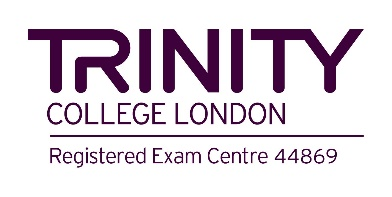 TRINITY
COLLEGE LONDON
Registered Exam Centre 44869